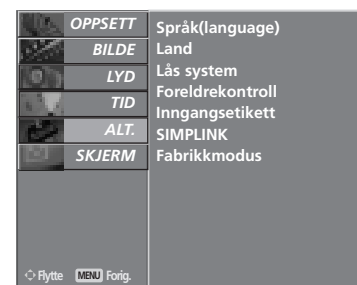 OPPSETT
BILDE
LYD
TID
ALT.
SKJERM
Språk(language)
Land
Lås system
Foreldrekontroll
Inngangsetikett
SIMPLINK
Fabrikkmodus
Flytte MENU Forig.